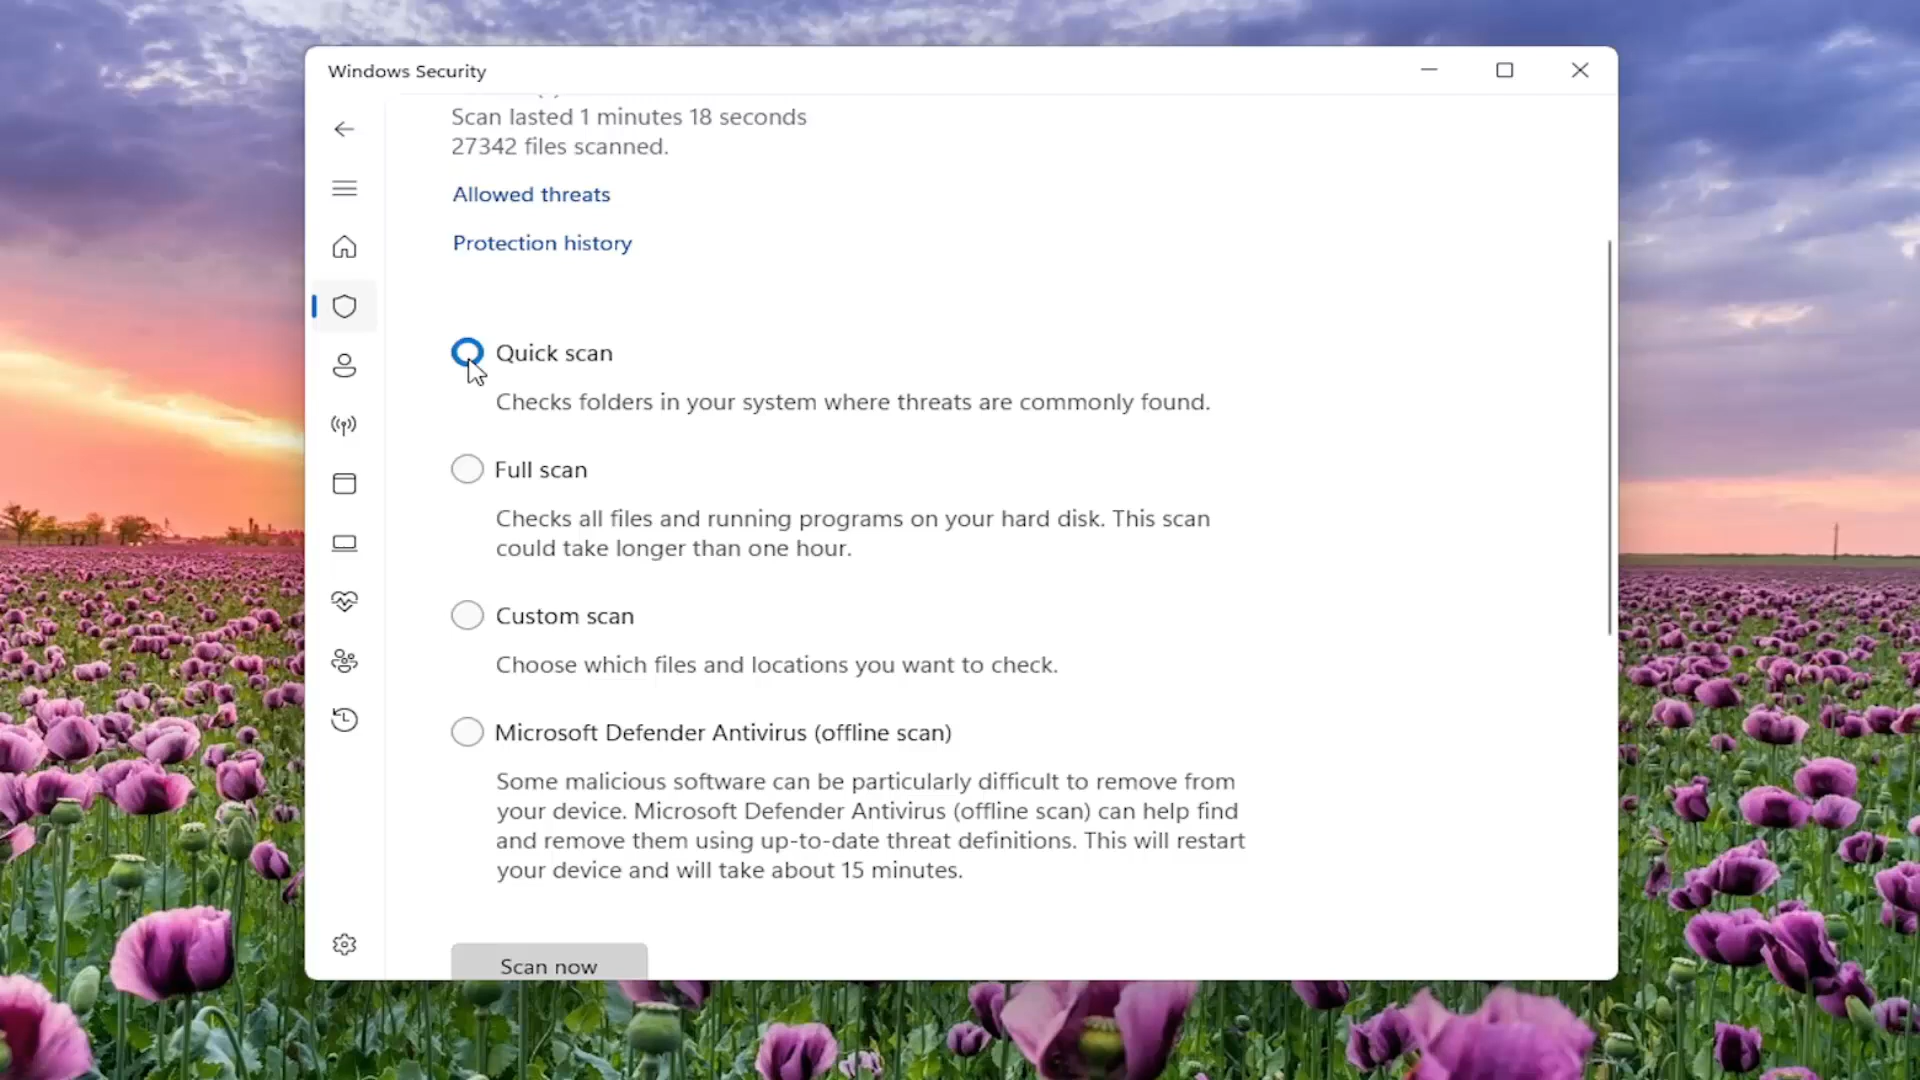 Windows Security
Scan lasted 1 minutes 18 seconds
27342 files scanned.
Allowed threats
Protection history
Quick scan
Checks folders in your system where threats are commonly found.
Full scan
Checks all files and running programs on your hard disk. This scan
could take longer than one hour.
Custom scan
Choose which files and locations you want to check.
Microsoft Defender Antivirus (offline scan)
Some malicious software can be particularly difficult to remove from
your device. Microsoft Defender Antivirus (offline scan) can help find
and remove them using up-to-date threat definitions. This will restart
your device and will take about 15 minutes.
Scan now